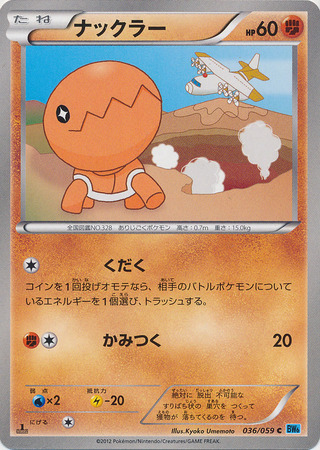 たね
ナックラー
HP60
全国図鑑NO.328 ありじごくポケモン 高さ：0.7m 重さ：15.0kg
くだく
コインを1回投げオモテなら、相手のバトルポケモンについ
ているエネルギーを1個選び、トラッシュする。
かみつく 20
弱点 抵抗力
×2 -20
にげる
絶対に 脱出 不可能な
すりばち状の 巣穴を つくって
獲物が 落ちてくるのを 待つ。
Illus.Kyoko Umemoto 036/059 C
©2012 Pokémon/Nintendo/Creatures/GAME FREAK.